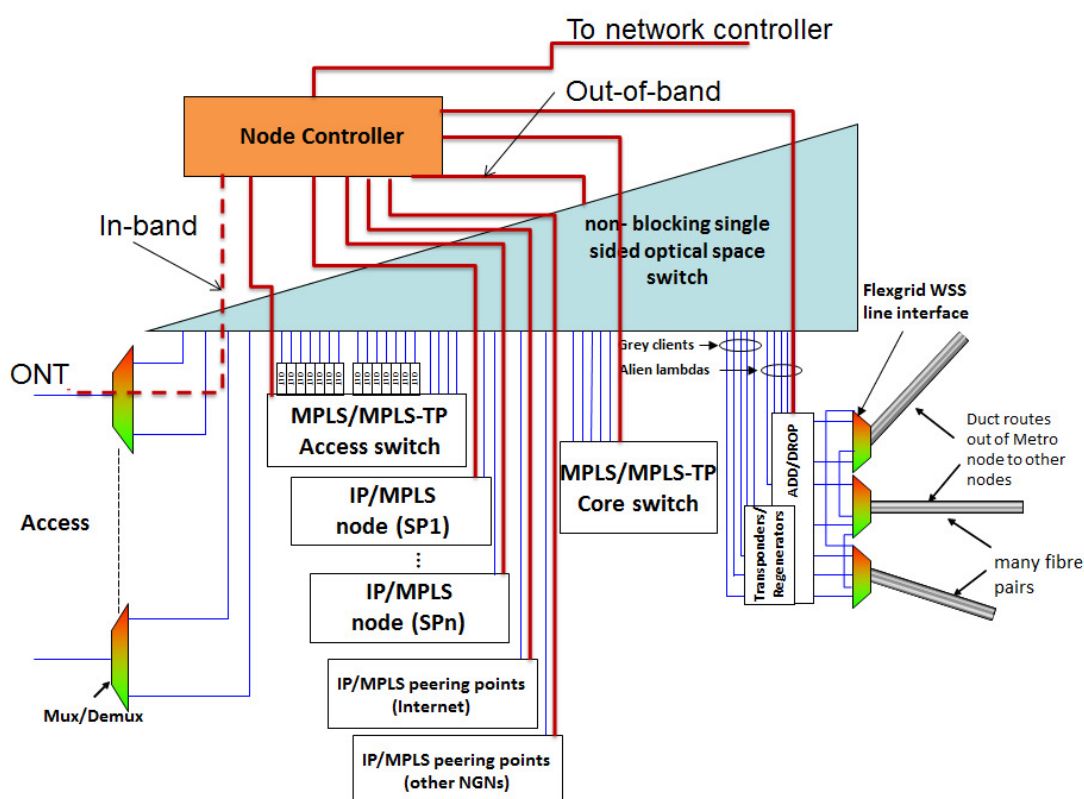 To network controller
Out-of-band
Node Controller
In-band
non- blocking single
sided optical space
switch
Flexgrid WSS
line interface
Grey clients
Alien lambdas
ONT
MPLS/MPLS-TP
Access switch
Duct routes
out of Metro
node to other
nodes
MPLS/MPLS-TP
Core switch
ADD/DROP
IP/MPLS
node (SP1)
...
Access
Transponders/
Regenerators
many fibre
pairs
IP/MPLS
node (SPn)
IP/MPLS peering points
(Internet)
Mux/Demux
IP/MPLS peering points
(other NGNs)